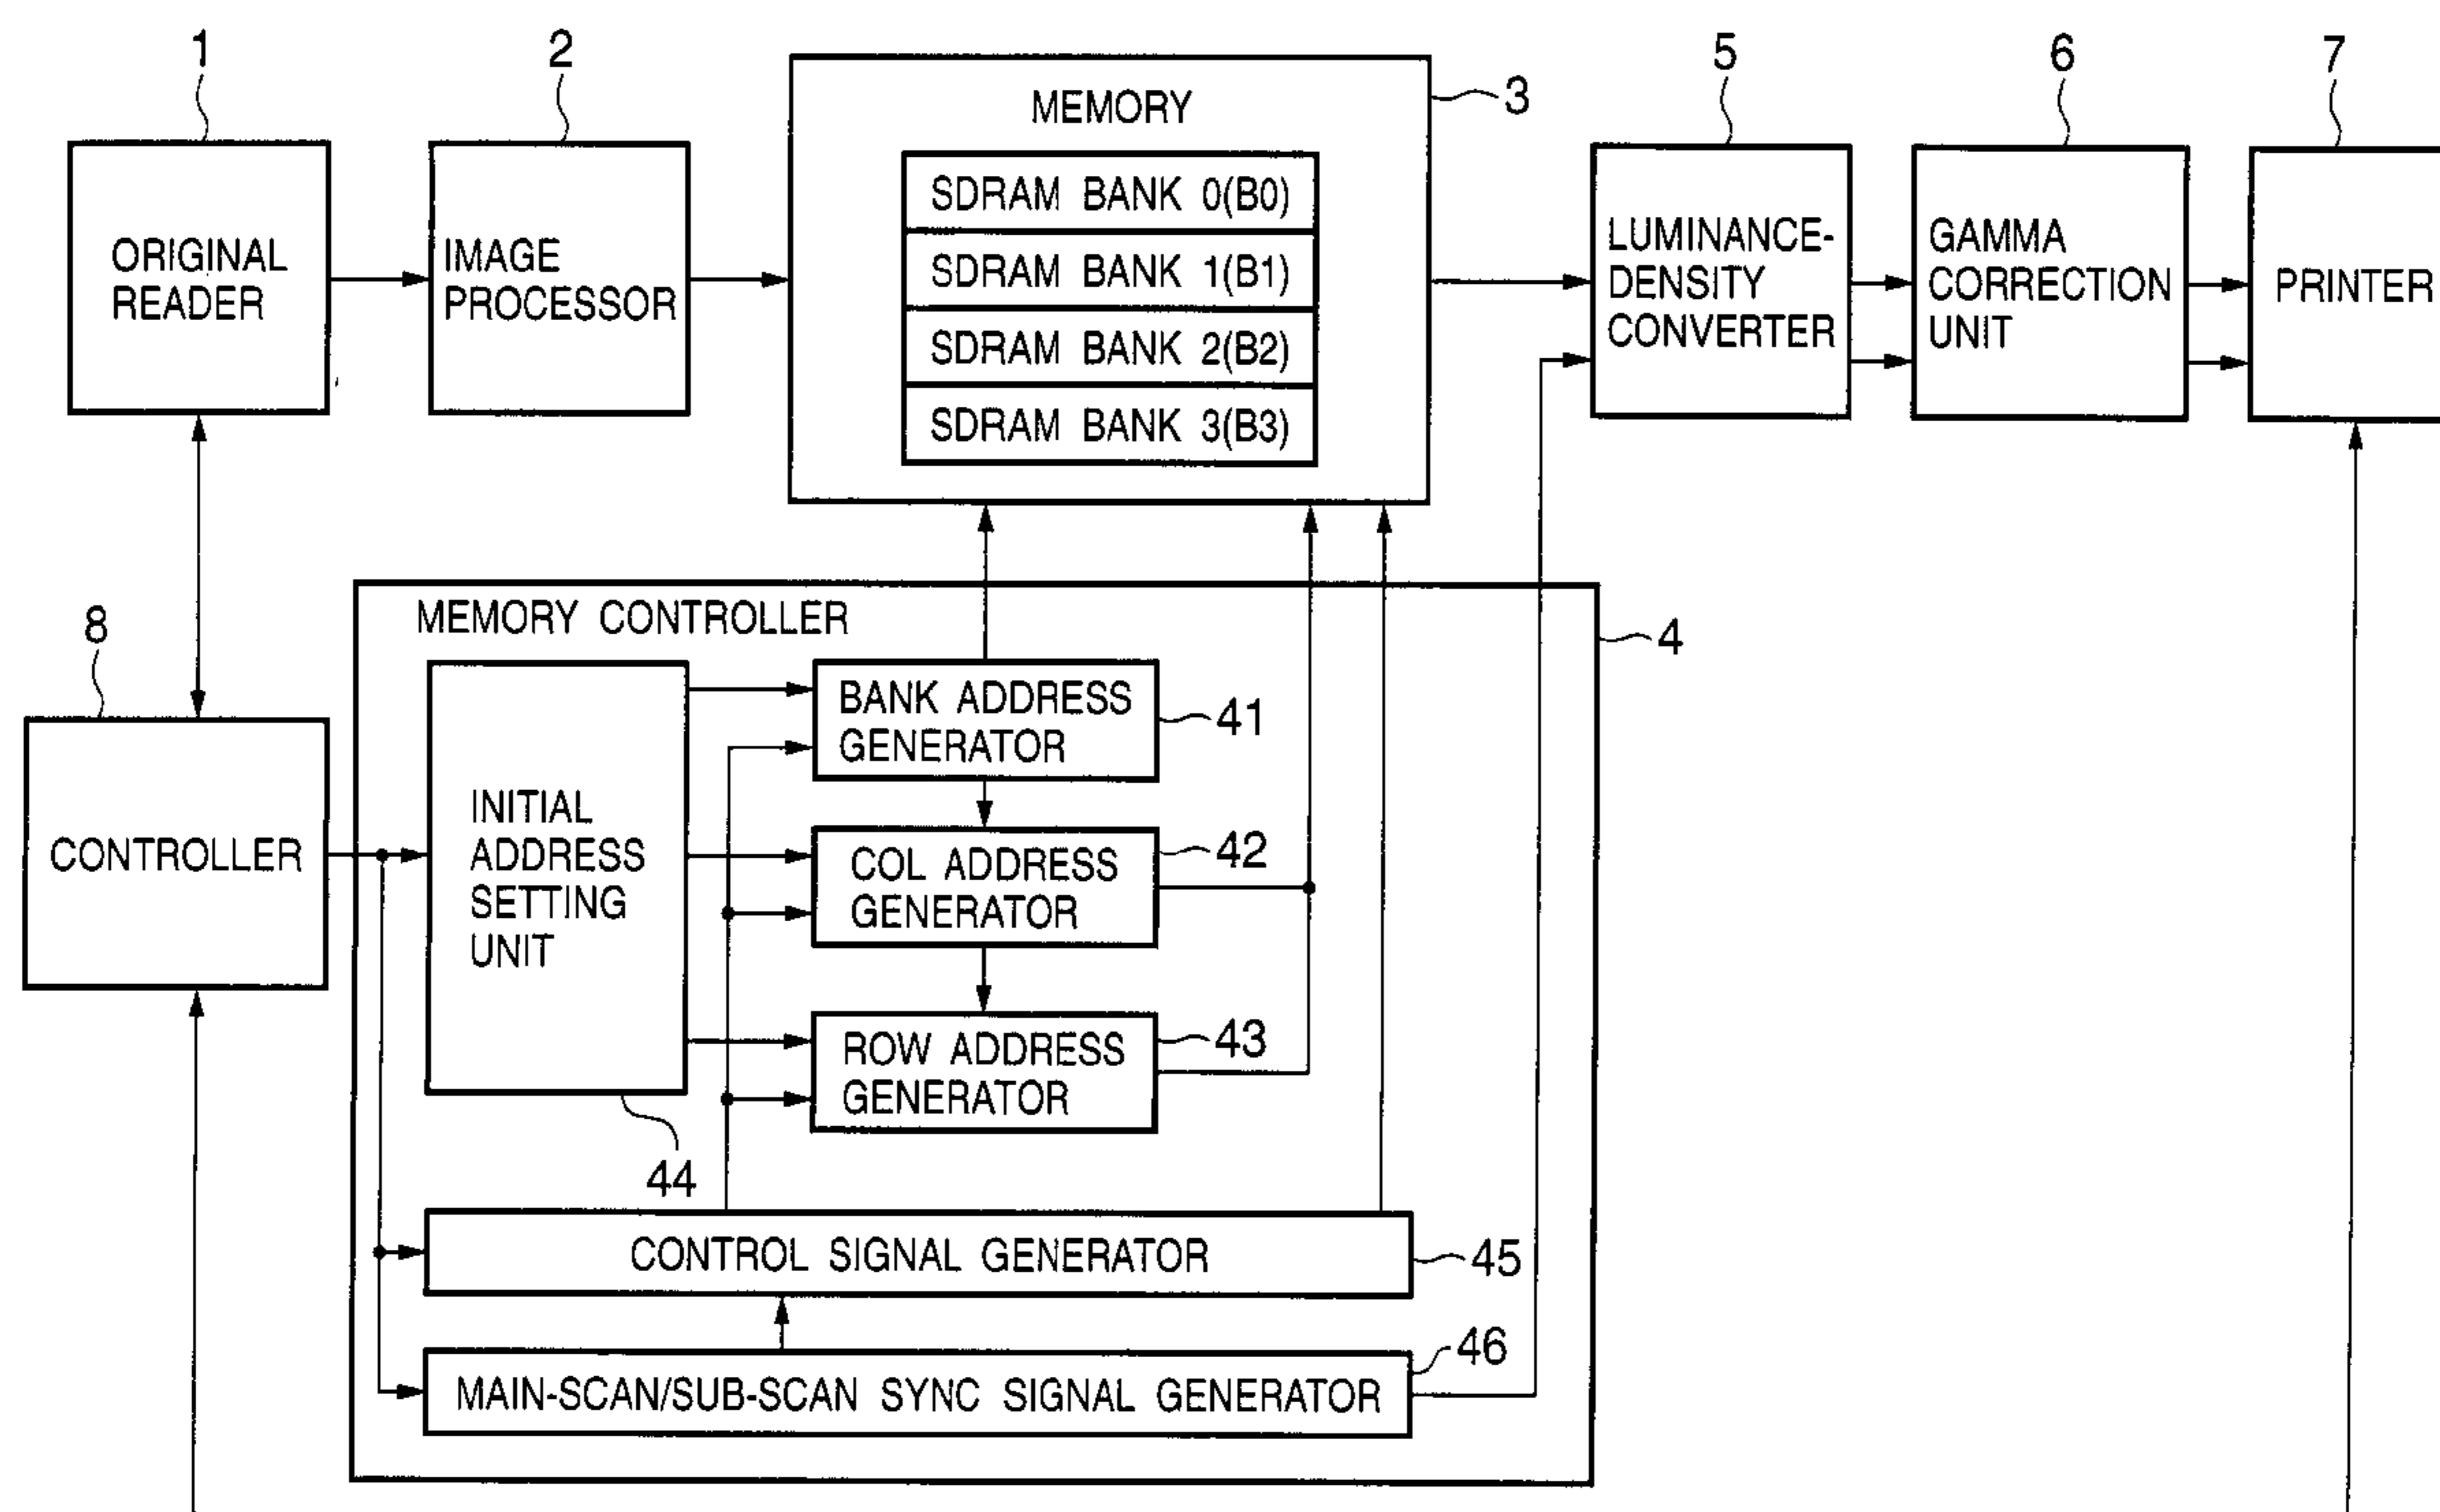 1
2
3
5
6
7
MEMORY
SDRAM BANK 0(B0)
SDRAM BANK 1(B1)
SDRAM BANK 2(B2)
SDRAM BANK 3(B3)
ORIGINAL
READER
IMAGE
PROCESSOR
LUMINANCE-
DENSITY
CONVERTER
GAMMA
CORRECTION
UNIT
PRINTER
8
CONTROLLER
MEMORY CONTROLLER
4
INITIAL
ADDRESS
SETTING
UNIT
44
BANK ADDRESS
GENERATOR
41
COL ADDRESS
GENERATOR
42
ROW ADDRESS
GENERATOR
43
CONTROL SIGNAL GENERATOR
45
MAIN-SCAN/SUB-SCAN SYNC SIGNAL GENERATOR
46